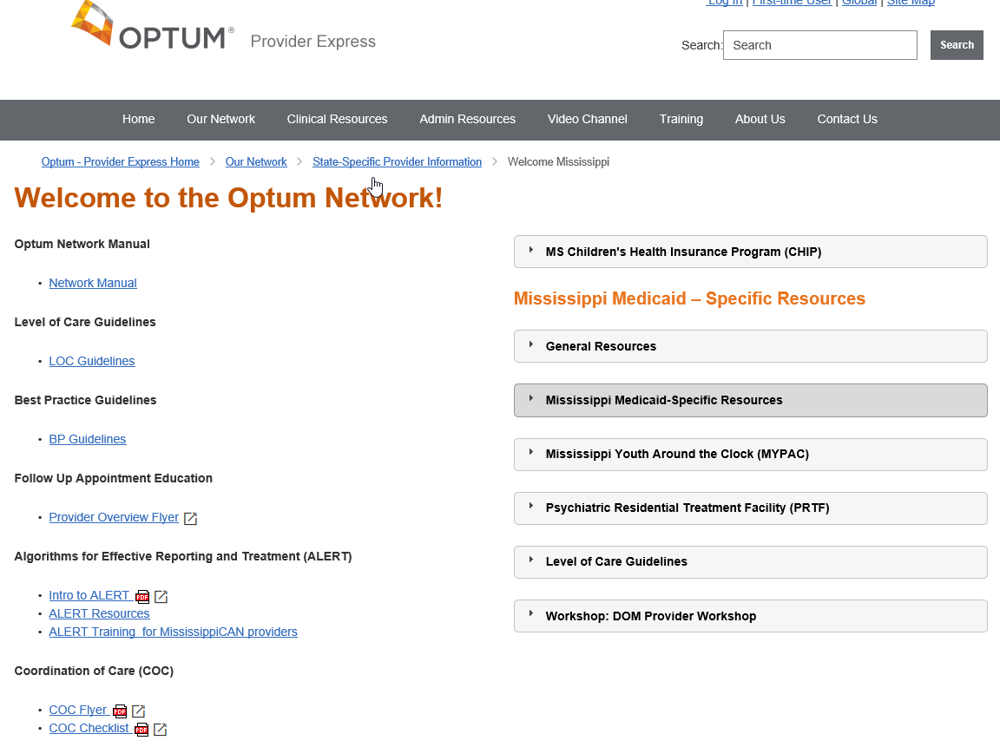 Log In | First-time User | Global | Site Map
OPTUM® Provider Express
Search: Search Search
Home Our Network Clinical Resources Admin Resources Video Channel Training About Us Contact Us
Optum - Provider Express Home > Our Network > State-Specific Provider Information > Welcome Mississippi
Welcome to the Optum Network!
Optum Network Manual
• Network Manual
Level of Care Guidelines
• LOC Guidelines
Best Practice Guidelines
• BP Guidelines
Follow Up Appointment Education
• Provider Overview Flyer
Algorithms for Effective Reporting and Treatment (ALERT)
• Intro to ALERT PDF
• ALERT Resources
• ALERT Training for MississippiCAN providers
Coordination of Care (COC)
• COC Flyer PDF
• COC Checklist PDF
MS Children's Health Insurance Program (CHIP)
Mississippi Medicaid – Specific Resources
General Resources
Mississippi Medicaid-Specific Resources
Mississippi Youth Around the Clock (MYPAC)
Psychiatric Residential Treatment Facility (PRTF)
Level of Care Guidelines
Workshop: DOM Provider Workshop